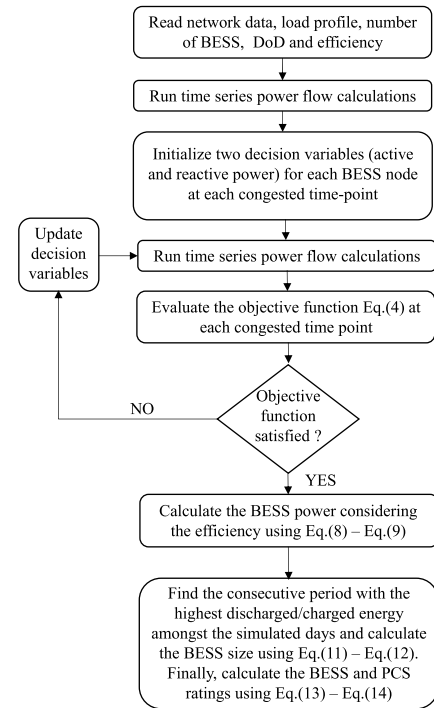 Read network data, load profile, number
of BESS, DoD and efficiency
Run time series power flow calculations
Initialize two decision variables (active
and reactive power) for each BESS node
at each congested time-point
Update
decision
variables
Run time series power flow calculations
Evaluate the objective function Eq.(4) at
each congested time point
Objective
function
satisfied ?
NO
YES
Calculate the BESS power considering
the efficiency using Eq.(8) – Eq.(9)
Find the consecutive period with the
highest discharged/charged energy
amongst the simulated days and calculate
the BESS size using Eq.(11) – Eq.(12).
Finally, calculate the BESS and PCS
ratings using Eq.(13) – Eq.(14)